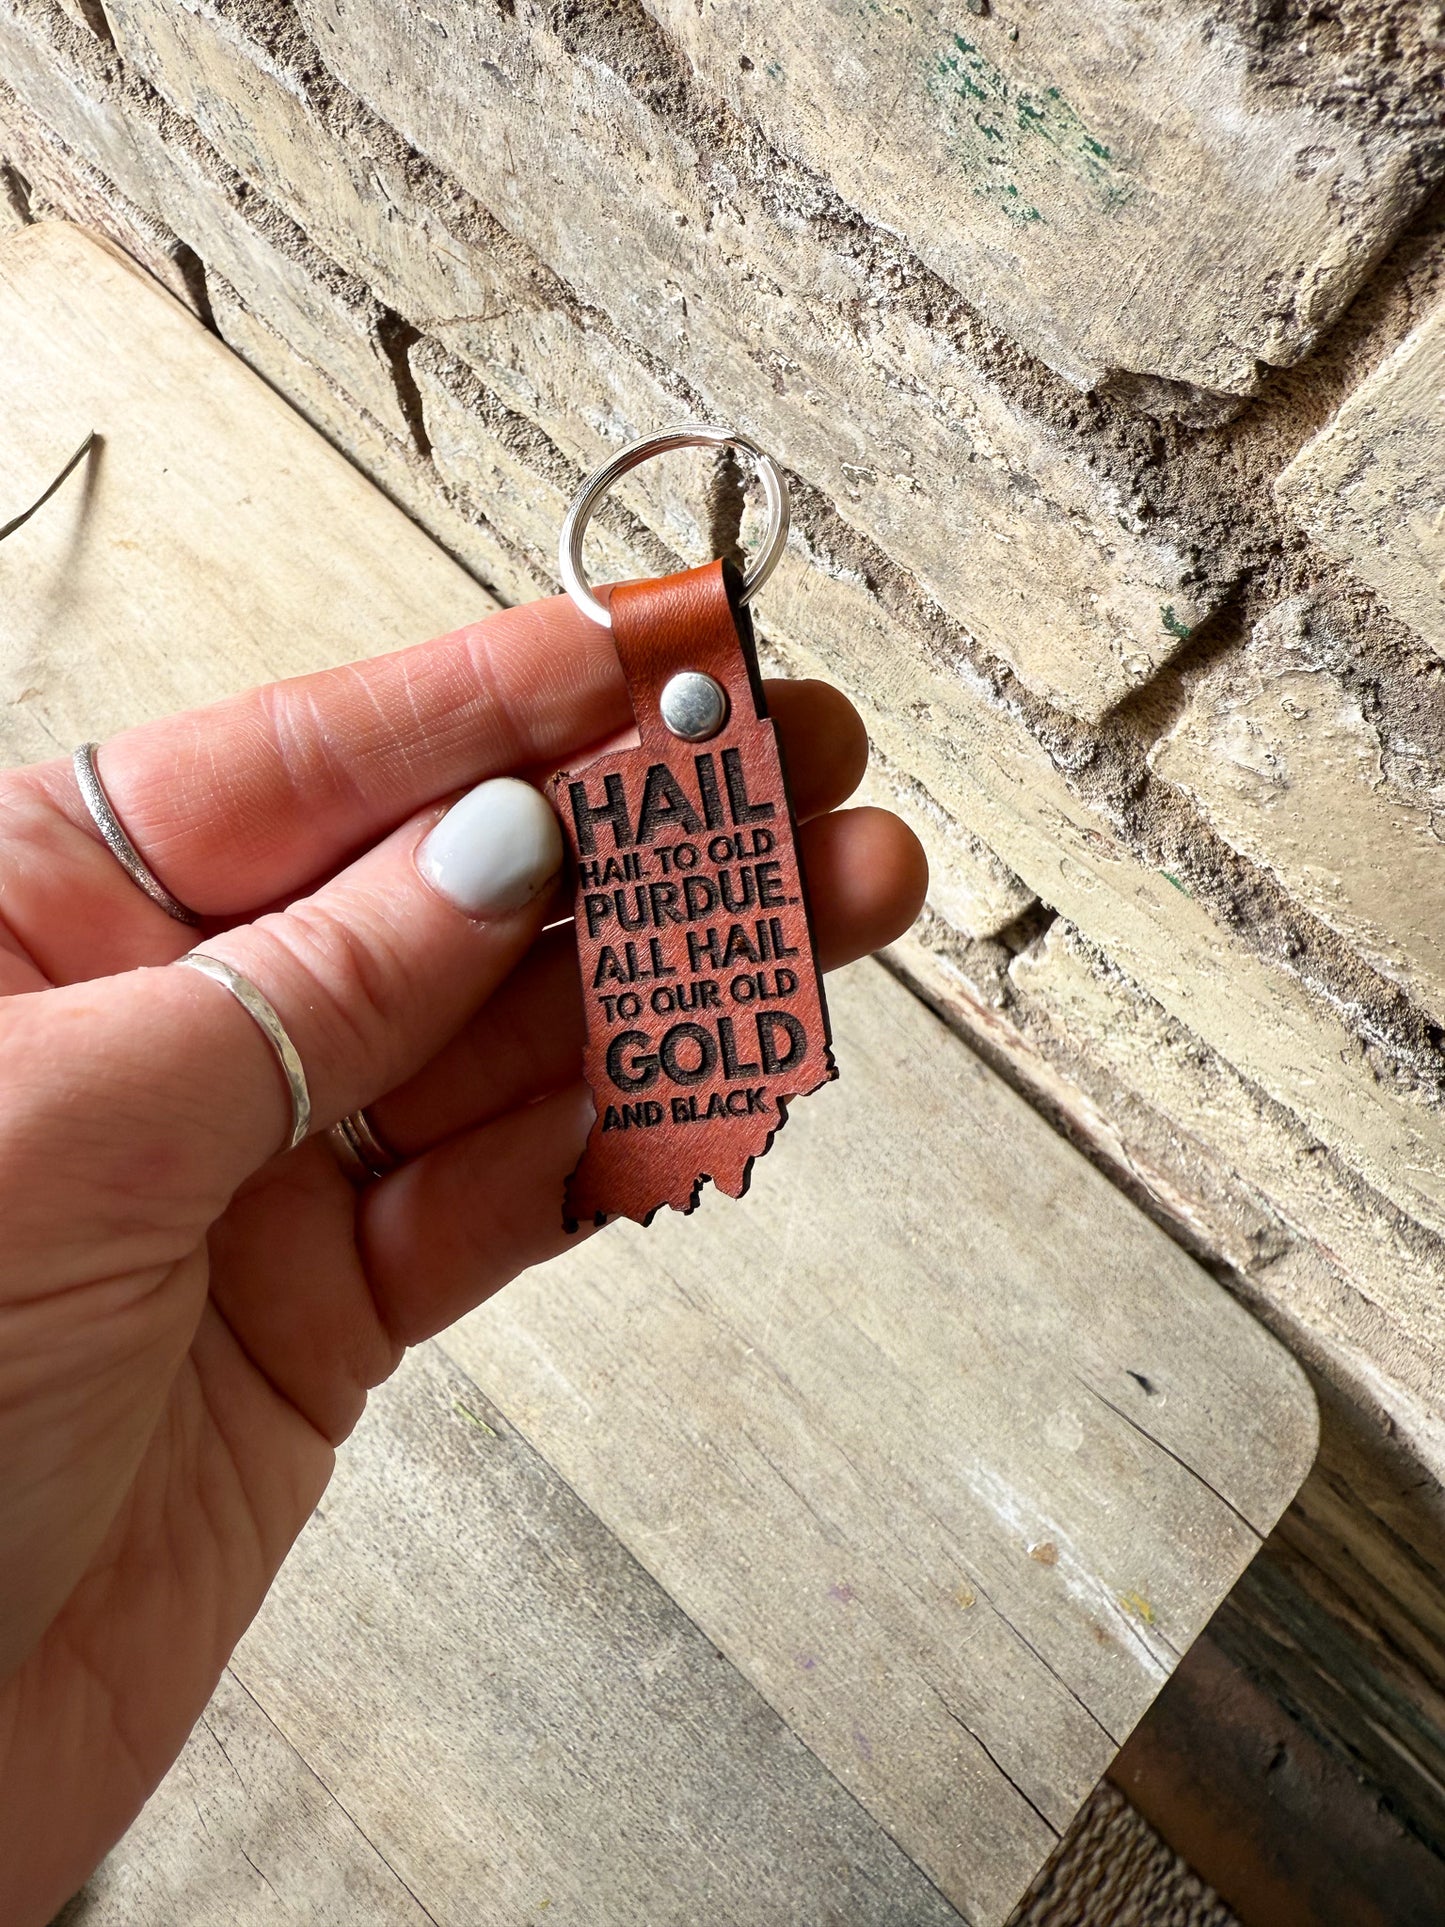 HAIL
HAIL TO OLD
PURDUE.
ALL HAIL
TO OUR OLD
GOLD
AND BLACK